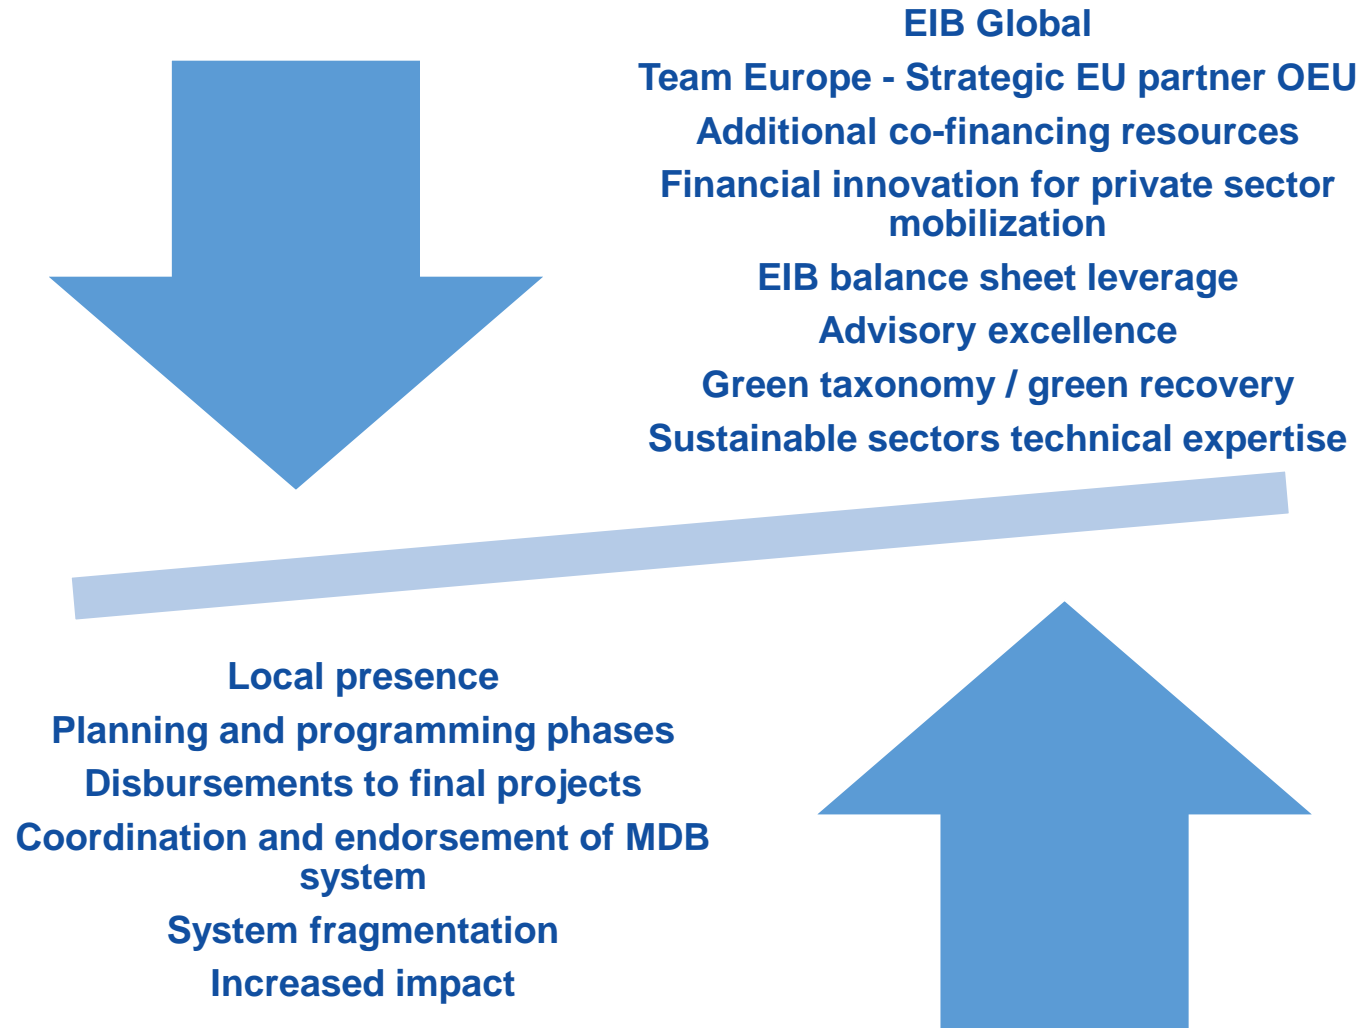 EIB Global
Team Europe - Strategic EU partner OEU
Additional co-financing resources
Financial innovation for private sector
mobilization
EIB balance sheet leverage
Advisory excellence
Green taxonomy / green recovery
Sustainable sectors technical expertise
Local presence
Planning and programming phases
Disbursements to final projects
Coordination and endorsement of MDB
system
System fragmentation
Increased impact